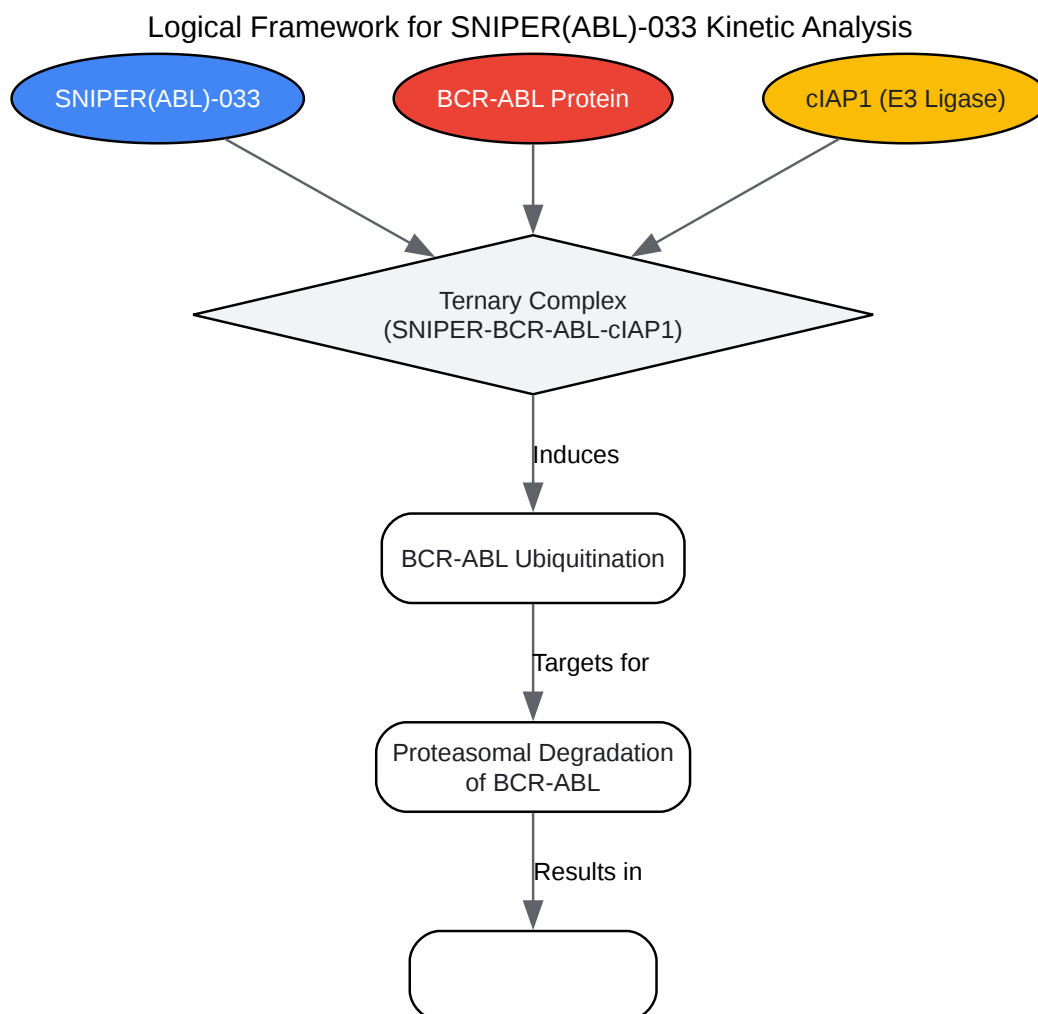 Logical Framework for SNIPER(ABL)-033 Kinetic Analysis
SNIPER(ABL)-033
BCR-ABL Protein
cIAP1 (E3 Ligase)
Ternary Complex
(SNIPER-BCR-ABL-cIAP1)
Induces
BCR-ABL Ubiquitination
Targets for
Proteasomal Degradation
of BCR-ABL
Results in